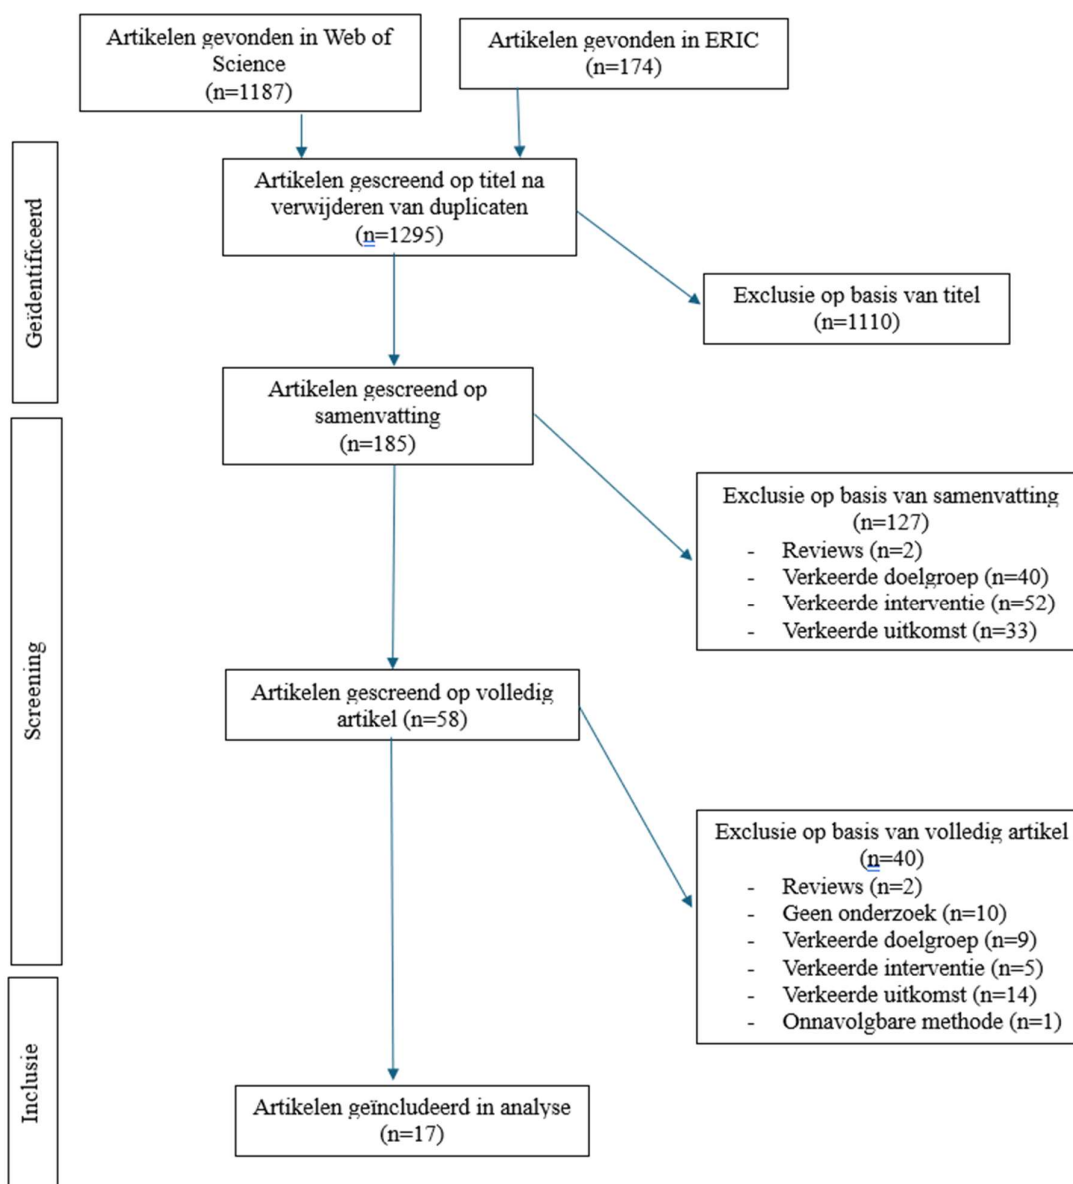 Artikelen gevonden in Web of
Science
(n=1187)
Artikelen gevonden in ERIC
(n=174)
Geïdentificeerd
Artikelen gescreend op titel na
verwijderen van duplicaten
(n=1295)
Exclusie op basis van titel
(n=1110)
Artikelen gescreend op
samenvatting
(n=185)
Screening
Exclusie op basis van samenvatting
(n=127)
- Reviews (n=2)
- Verkeerde doelgroep (n=40)
- Verkeerde interventie (n=52)
- Verkeerde uitkomst (n=33)
Artikelen gescreend op volledig
artikel (n=58)
Exclusie op basis van volledig artikel
(n=40)
- Reviews (n=2)
- Geen onderzoek (n=10)
- Verkeerde doelgroep (n=9)
- Verkeerde interventie (n=5)
- Verkeerde uitkomst (n=14)
- Onnavolgbare methode (n=1)
Inclusie
Artikelen geïncludeerd in analyse
(n=17)